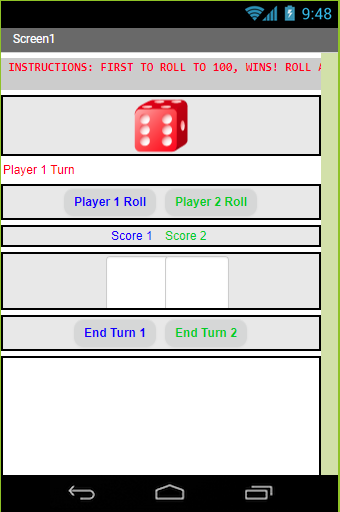 9:48
Screen1
INSTRUCTIONS: FIRST TO ROLL TO 100, WINS! ROLL
Player 1 Turn
Player 1 Roll Player 2 Roll
Score 1 Score 2
End Turn 1 End Turn 2